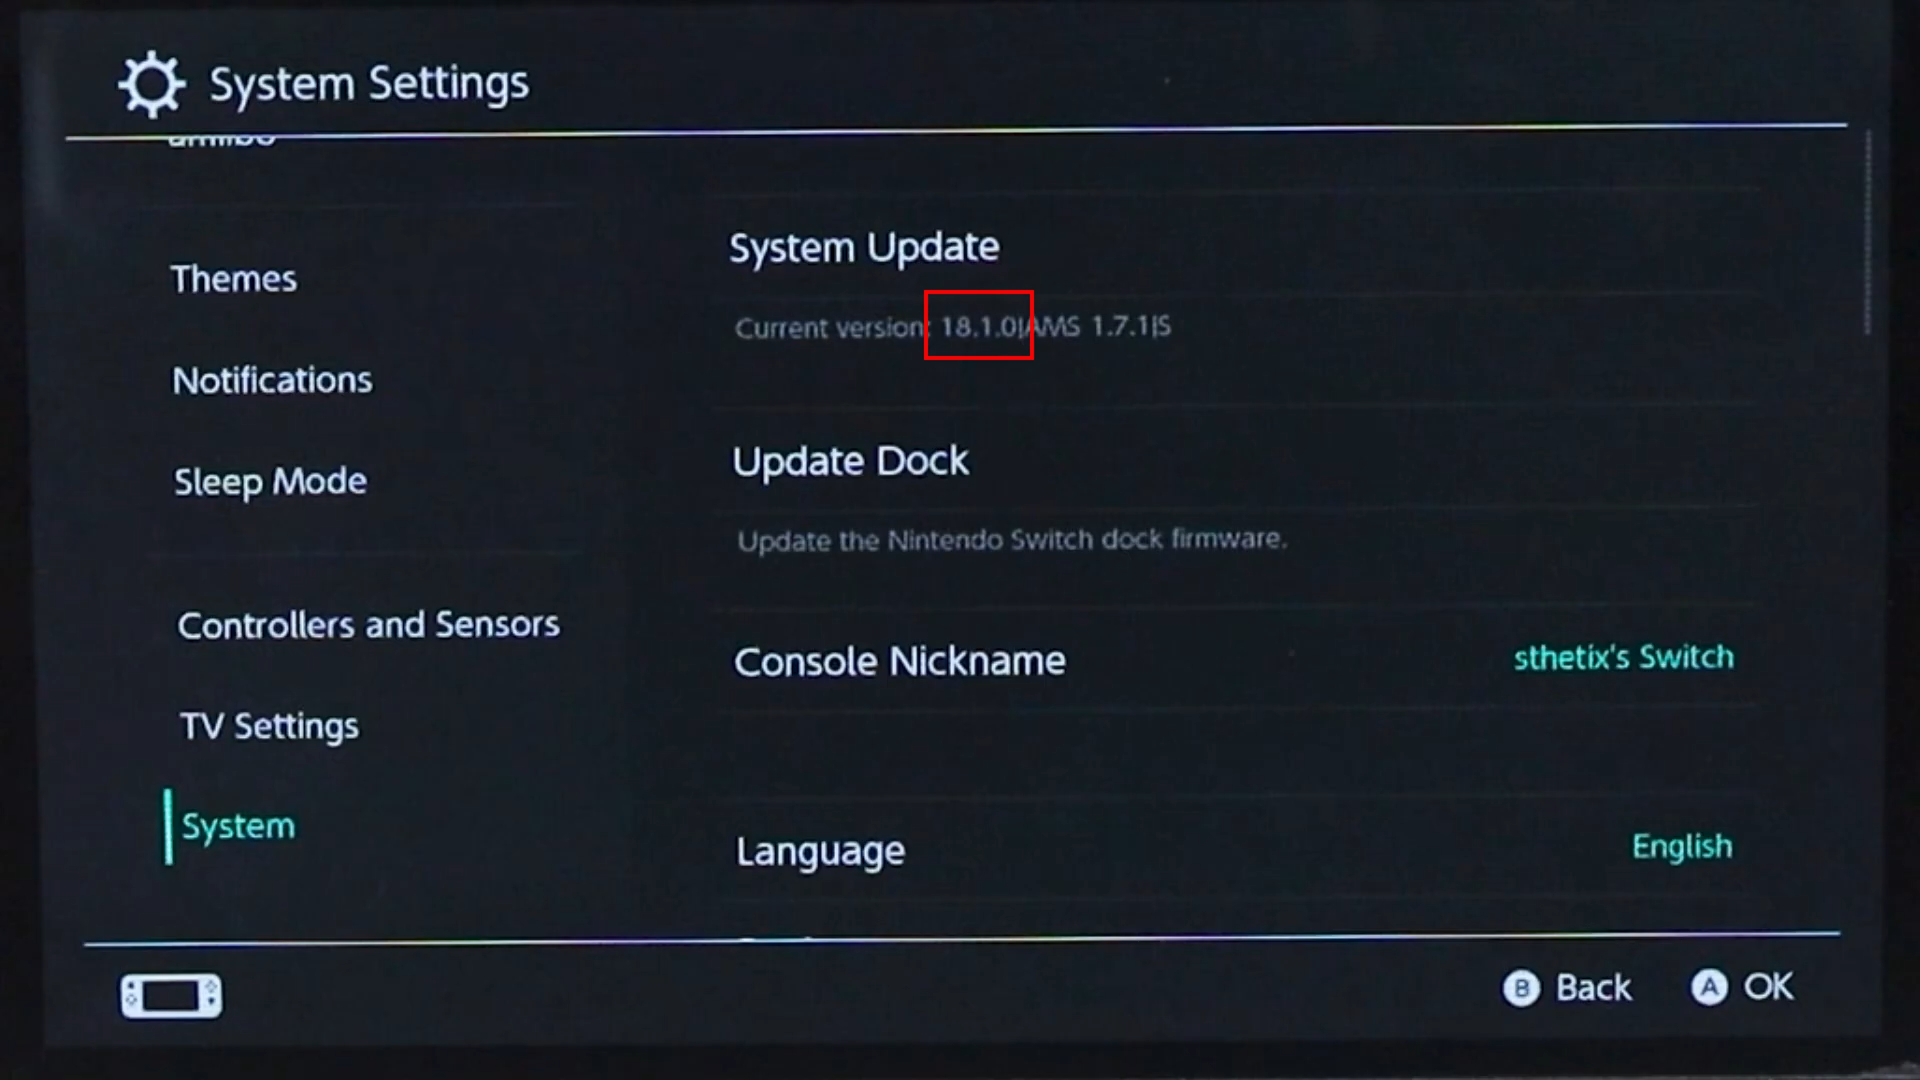 System Settings
amiibo
Themes
Notifications
Sleep Mode
Controllers and Sensors
TV Settings
System
System Update
Current version: 18.1.0|AMS 1.7.1|S
Update Dock
Update the Nintendo Switch dock firmware.
Console Nickname
sthetix's Switch
Language
English
B Back
A OK